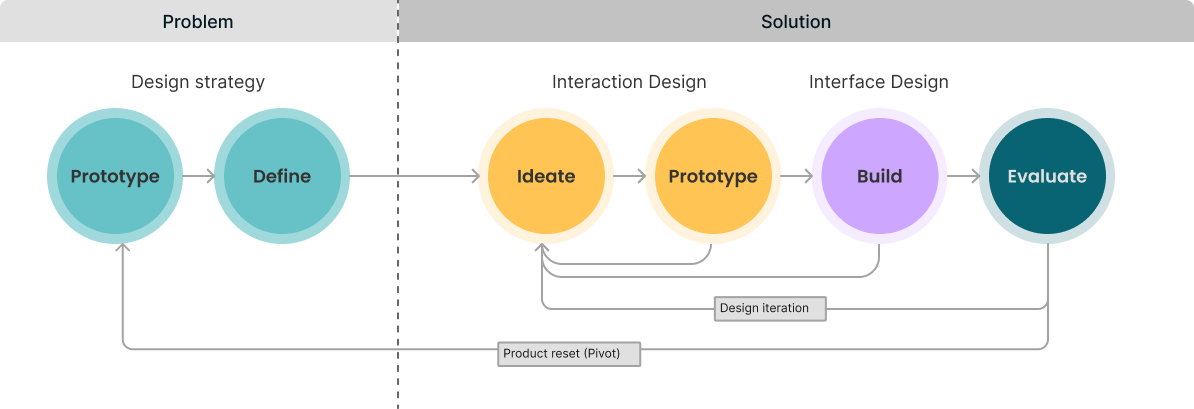 Problem
Solution
Design strategy
Interaction Design
Interface Design
Prototype
Define
Ideate
Prototype
Build
Evaluate
Design iteration
Product reset (Pivot)